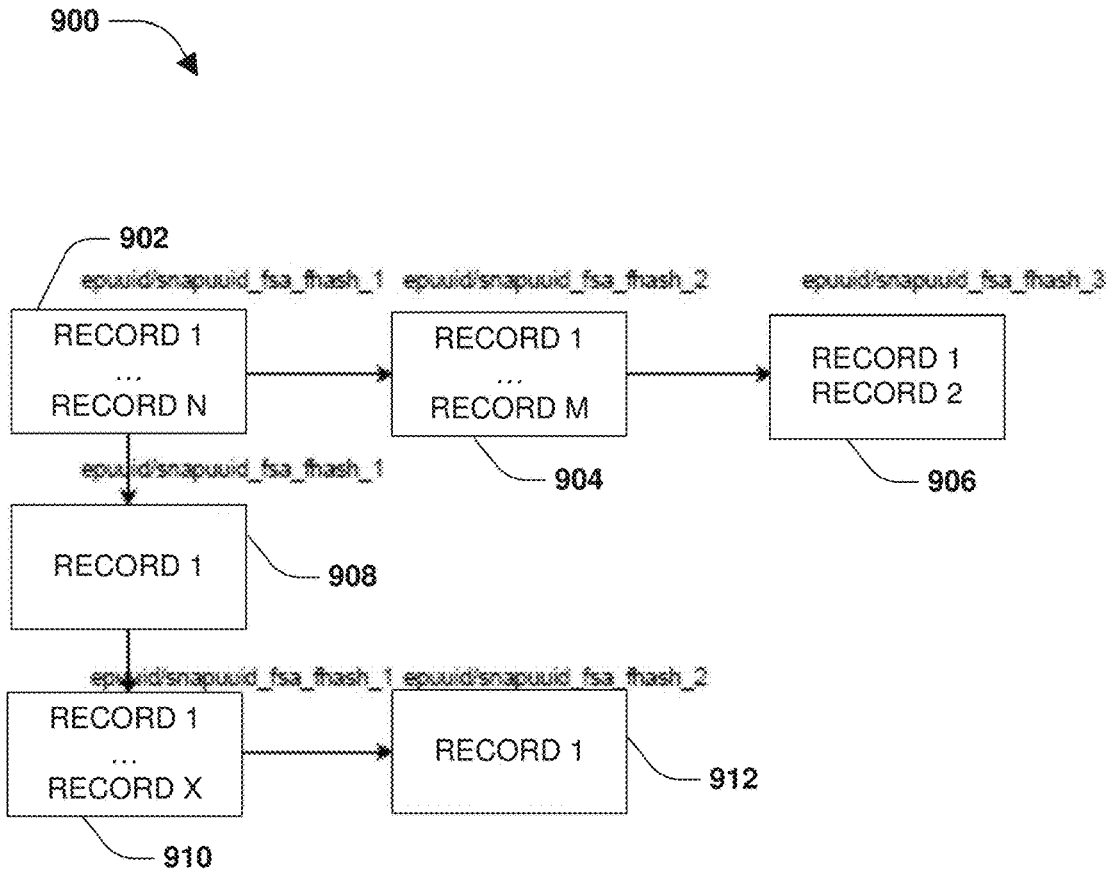 900
902
epuuid/snapuuid_fsa_fhash_1
epuuid/snapuuid_fsa_fhash_2
epuuid/snapuuid_fsa_fhash_3
RECORD 1
...
RECORD N
RECORD 1
...
RECORD M
RECORD 1
RECORD 2
904
906
epuuid/snapuuid_fsa_fhash_1
RECORD 1
908
epuuid/snapuuid_fsa_fhash_1
epuuid/snapuuid_fsa_fhash_2
RECORD 1
...
RECORD X
RECORD 1
912
910